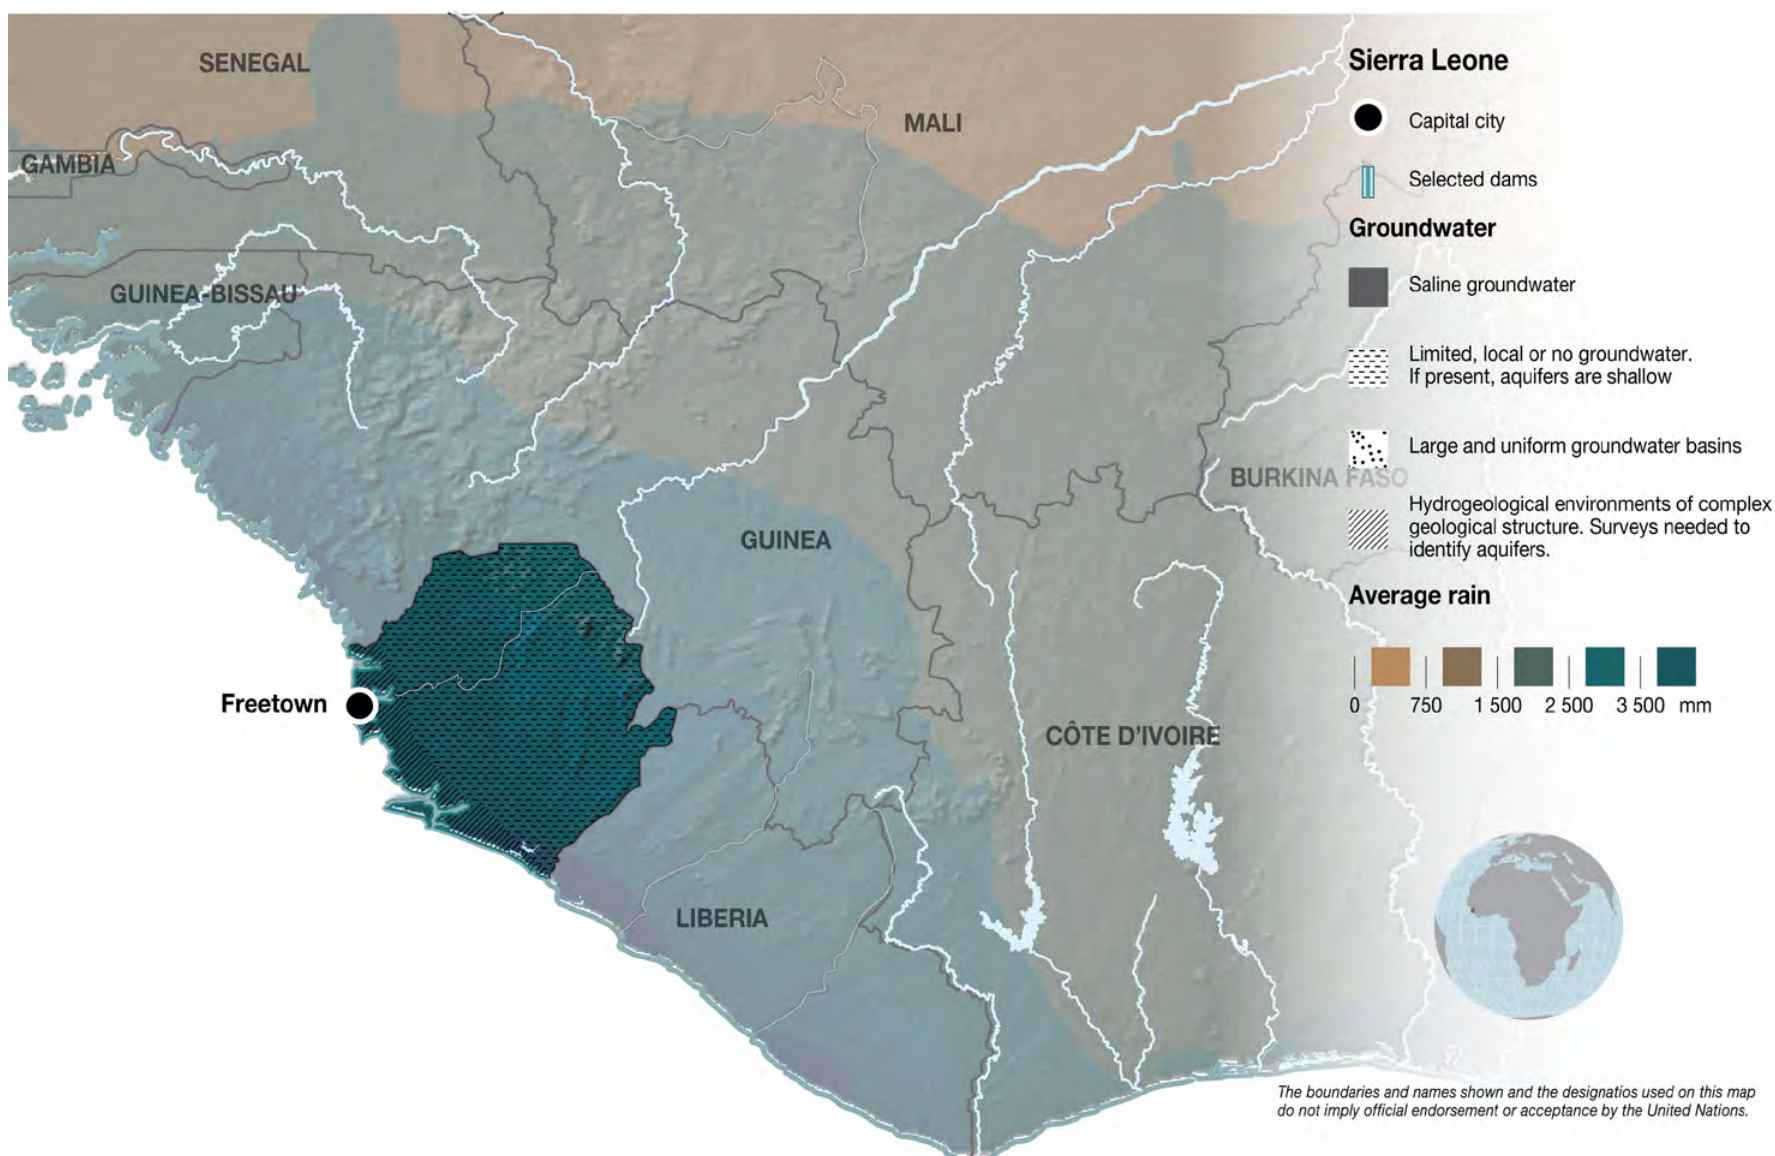 SENEGAL
MALI
GAMBIA
GUINEA-BISSAU
GUINEA
BURKINA FASO
Freetown
CÔTE D'IVOIRE
LIBERIA
Sierra Leone
Capital city
Selected dams
Groundwater
Saline groundwater
Limited, local or no groundwater.
If present, aquifers are shallow
Large and uniform groundwater basins
Hydrogeological environments of complex
geological structure. Surveys needed to
identify aquifers.
Average rain
0 750 1 500 2 500 3 500 mm
The boundaries and names shown and the designatios used on this map
do not imply official endorsement or acceptance by the United Nations.